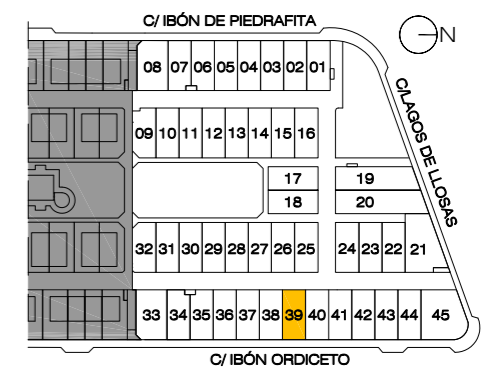 C/ IBÓN DE PIEDRAFITA
N
08 07 06 05 04 03 02 01
C/LAGOS DE LLOSAS
09 10 11 12 13 14 15 16
17 19
18 20
32 31 30 29 28 27 26 25 24 23 22 21
33 34 35 36 37 38 39 40 41 42 43 44 45
C/ IBÓN ORDICETO